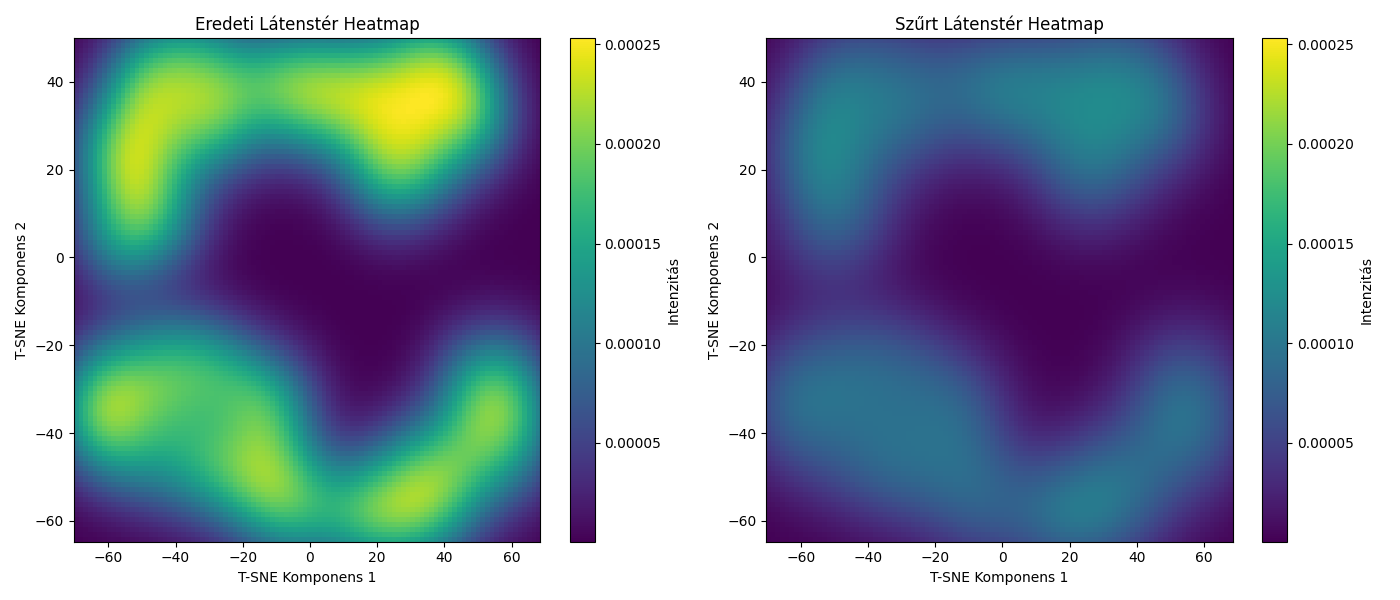 Eredeti Látenstér Heatmap
40
20
0
−20
−40
−60
T-SNE Komponens 2
−60 −40 −20 0 20 40 60
T-SNE Komponens 1
0.00025
0.00020
0.00015
0.00010
0.00005
Intenzitás
Szűrt Látenstér Heatmap
40
20
0
−20
−40
−60
T-SNE Komponens 2
−60 −40 −20 0 20 40 60
T-SNE Komponens 1
0.00025
0.00020
0.00015
0.00010
0.00005
Intenzitás